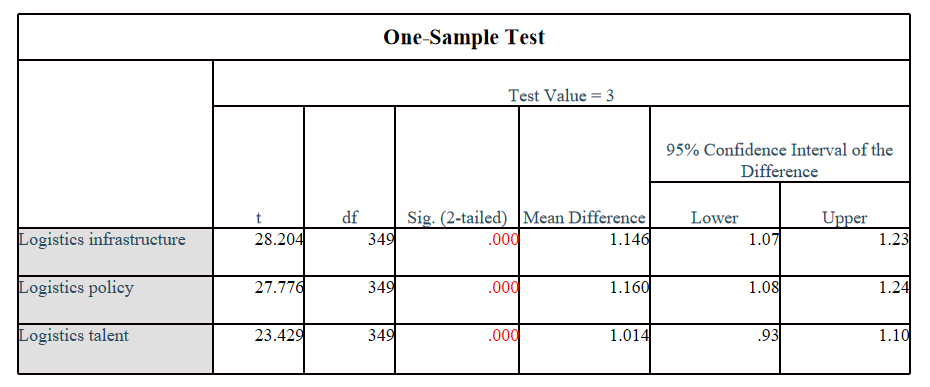 One-Sample Test
Test Value = 3
95% Confidence Interval of the
Difference
t df Sig. (2-tailed) Mean Difference Lower Upper
Logistics infrastructure 28.204 349 .000 1.146 1.07 1.23
Logistics policy 27.776 349 .000 1.160 1.08 1.24
Logistics talent 23.429 349 .000 1.014 .93 1.10